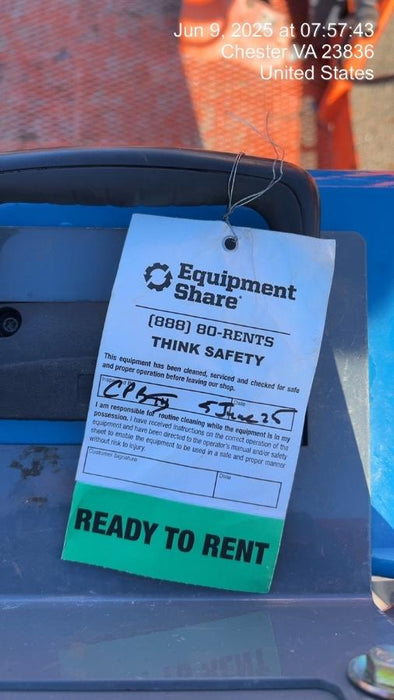 Jun 9, 2025 at 07:57:43
Chester VA 23836
United States
Equipment
Share
(888) 80-RENTS
THINK SAFETY
This equipment has been cleaned, serviced and checked for safe
and proper operation before leaving our shop.
Date
5 June 25
I am responsible for routine cleaning while the equipment is in my
possession. I have received instructions on the correct operation of the
equipment and have been directed to the operator's manual and/or safety
sheet to enable the equipment to be used in a safe and proper manner
without risk to injury.
Customer Signature
Date
READY TO RENT